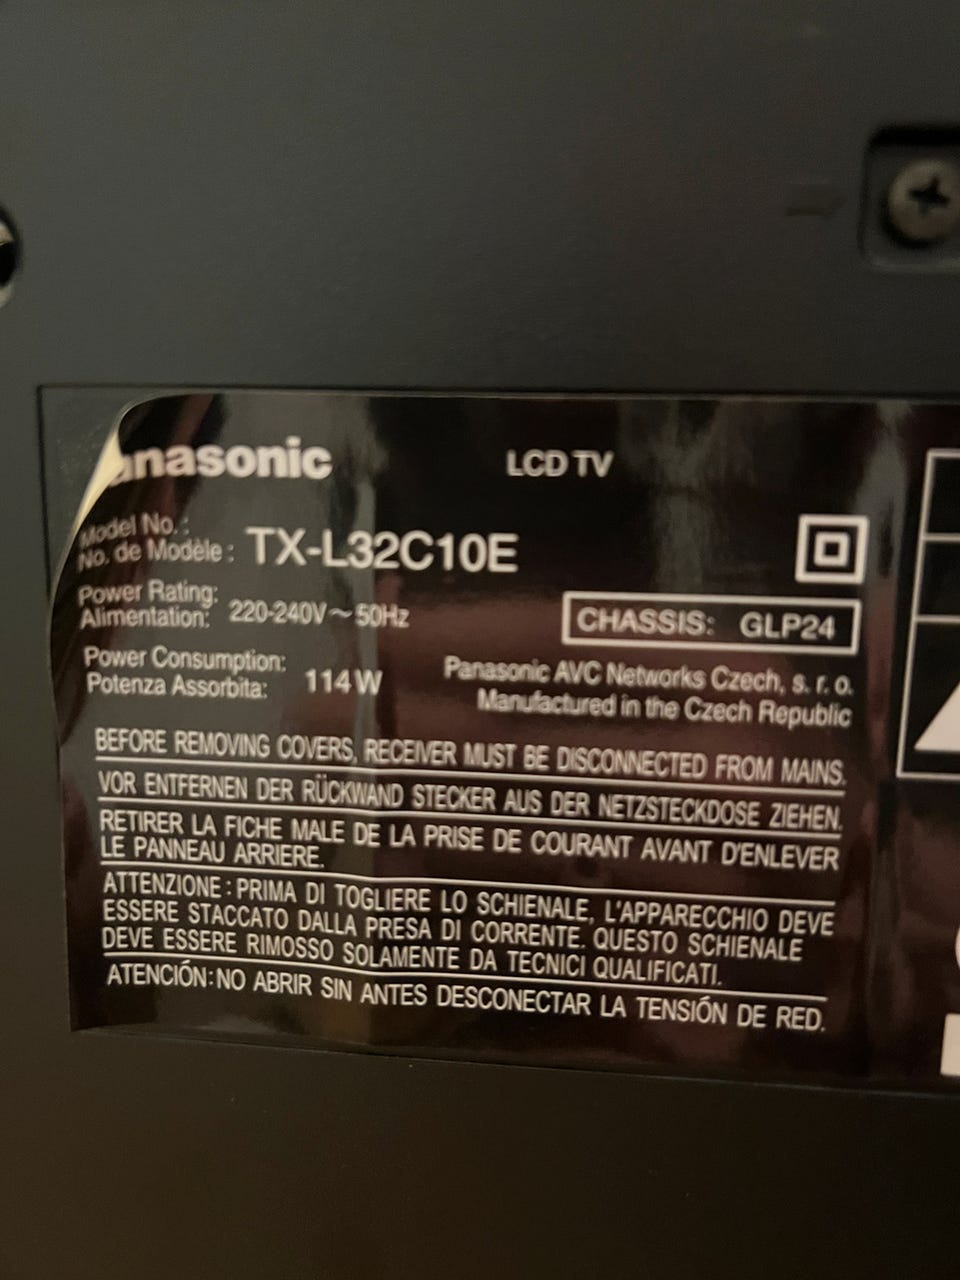 anasonic
LCD TV
Model No.:
No. de Modèle: TX-L32C10E
Power Rating:
Alimentation: 220-240V ~ 50Hz
CHASSIS: GLP24
Power Consumption:
Potenza Assorbita: 114W
Panasonic AVC Networks Czech, s. r. o.
Manufactured in the Czech Republic
BEFORE REMOVING COVERS, RECEIVER MUST BE DISCONNECTED FROM MAINS.
VOR ENTFERNEN DER RÜCKWAND STECKER AUS DER NETZSTECKDOSE ZIEHEN.
RETIRER LA FICHE MALE DE LA PRISE DE COURANT AVANT D'ENLEVER
LE PANNEAU ARRIERE.
ATTENZIONE: PRIMA DI TOGLIERE LO SCHIENALE, L'APPARECCHIO DEVE
ESSERE STACCATO DALLA PRESA DI CORRENTE. QUESTO SCHIENALE
DEVE ESSERE RIMOSSO SOLAMENTE DA TECNICI QUALIFICATI.
ATENCIÓN: NO ABRIR SIN ANTES DESCONECTAR LA TENSIÓN DE RED.